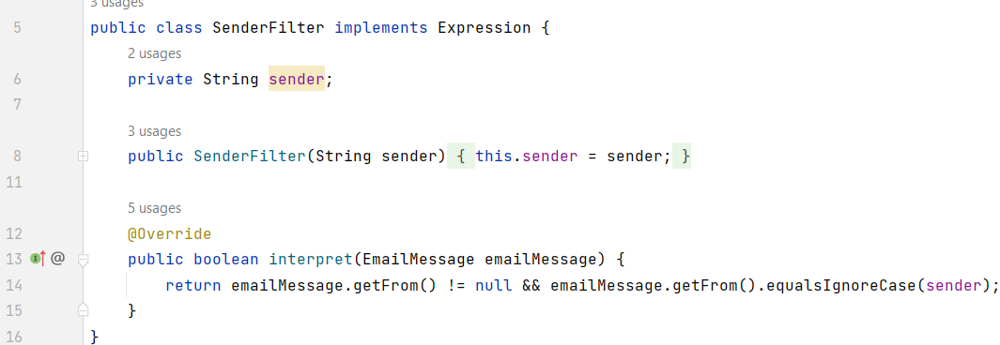 3 usages
5 public class SenderFilter implements Expression {
2 usages
6 private String sender;
7
3 usages
8 public SenderFilter(String sender) { this.sender = sender; }
11
5 usages
12 @Override
13 I @ public boolean interpret(EmailMessage emailMessage) {
14 return emailMessage.getFrom() != null && emailMessage.getFrom().equalsIgnoreCase(sender);
15 }
16 }